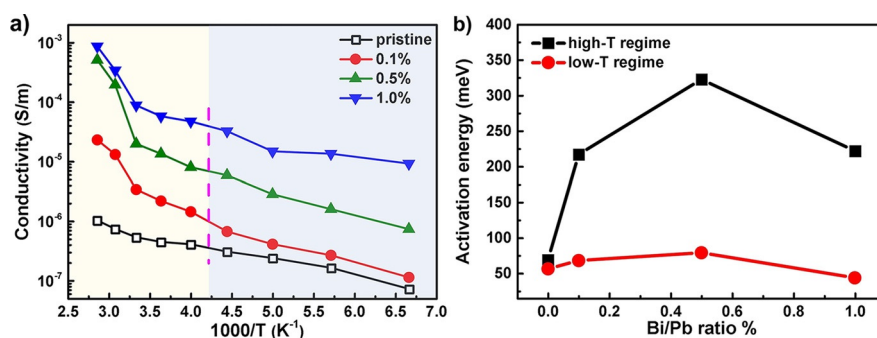 a)
pristine
0.1%
0.5%
1.0%
Conductivity (S/m)
10⁻³
10⁻⁴
10⁻⁵
10⁻⁶
10⁻⁷
2.5 3.0 3.5 4.0 4.5 5.0 5.5 6.0 6.5 7.0
1000/T (K⁻¹)
b)
high-T regime
low-T regime
Activation energy (meV)
400
350
300
250
200
150
100
50
0
0.0 0.2 0.4 0.6 0.8 1.0
Bi/Pb ratio %